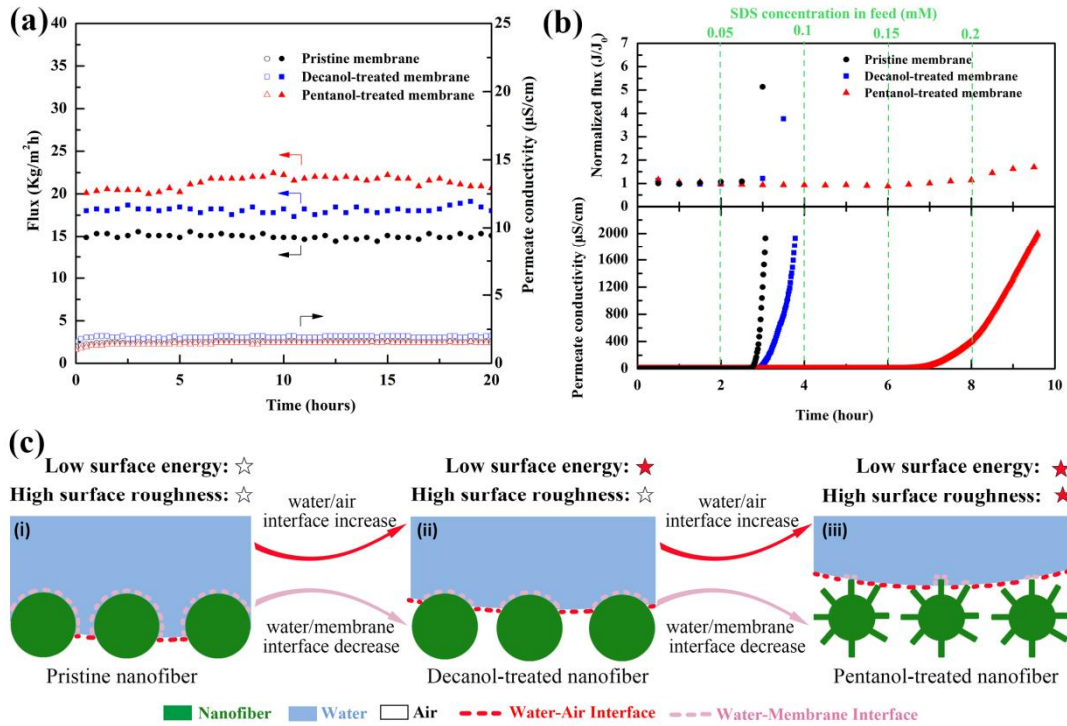 (a)
40
35
30
25
20
15
10
5
0
Flux (Kg/m²h)
25
20
15
10
5
0
Permeate conductivity (µS/cm)
Pristine membrane
Decanol-treated membrane
Pentanol-treated membrane
0 5 10 15 20
Time (hours)
(b)
SDS concentration in feed (mM)
0.05 0.1 0.15 0.2
7
6
5
4
3
2
1
0
Normalized flux (J/J₀)
Pristine membrane
Decanol-treated membrane
Pentanol-treated membrane
2000
1600
1200
800
400
0
Permeate conductivity (µS/cm)
0 2 4 6 8 10
Time (hour)
(c)
Low surface energy: ☆
High surface roughness: ☆
(i)
Pristine nanofiber
water/air
interface increase
water/membrane
interface decrease
Low surface energy: ★
High surface roughness: ☆
(ii)
Decanol-treated nanofiber
water/air
interface increase
water/membrane
interface decrease
Low surface energy: ★
High surface roughness: ★
(iii)
Pentanol-treated nanofiber
Nanofiber Water Air Water-Air Interface Water-Membrane Interface